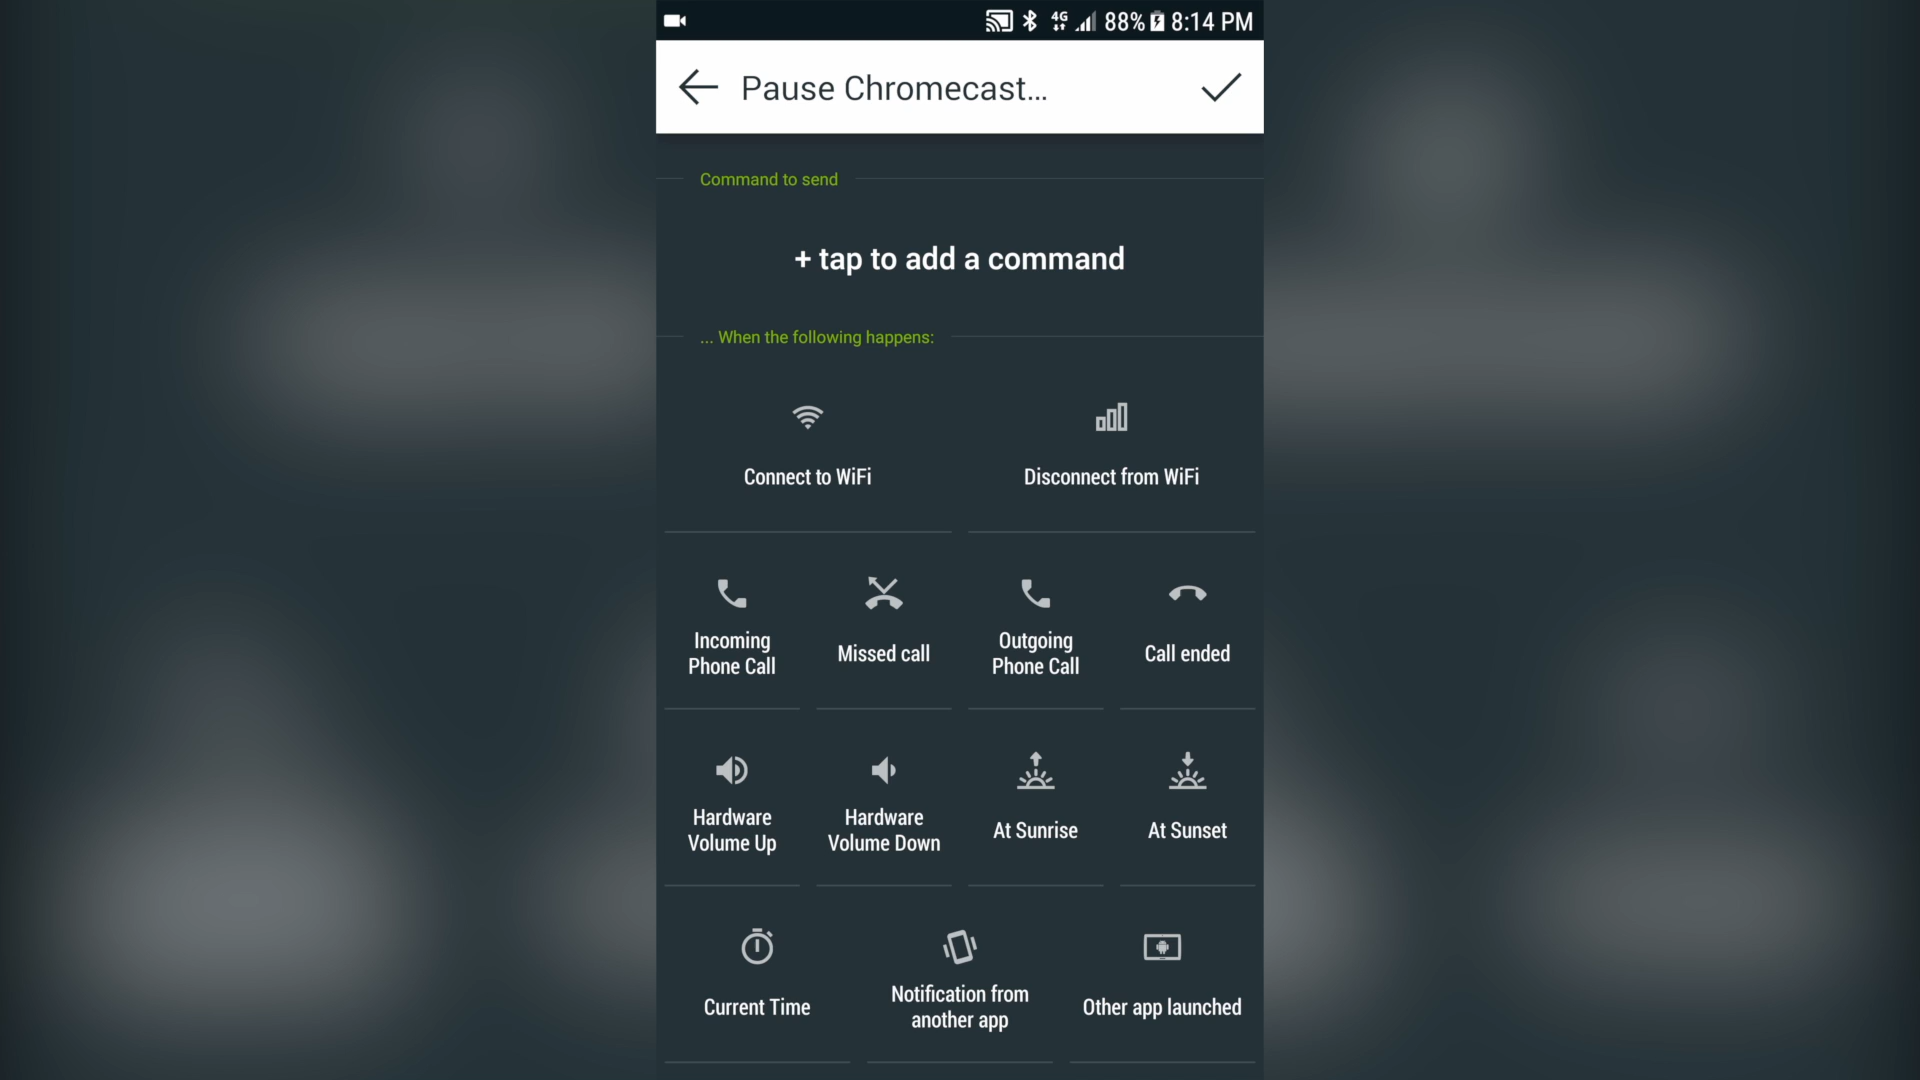 4G 88% 8:14 PM
Pause Chromecast...
Command to send
+ tap to add a command
... When the following happens:
Connect to WiFi
Disconnect from WiFi
Incoming
Phone Call
Missed call
Outgoing
Phone Call
Call ended
Hardware
Volume Up
Hardware
Volume Down
At Sunrise
At Sunset
Current Time
Notification from
another app
Other app launched